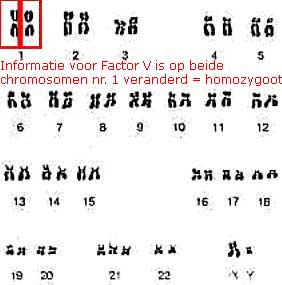 1 2 3 4 5
Informatie voor Factor V is op beide
chromosomen nr. 1 veranderd = homozygoot
6 7 8 9 10 11 12
13 14 15 16 17 18
19 20 21 22 X Y